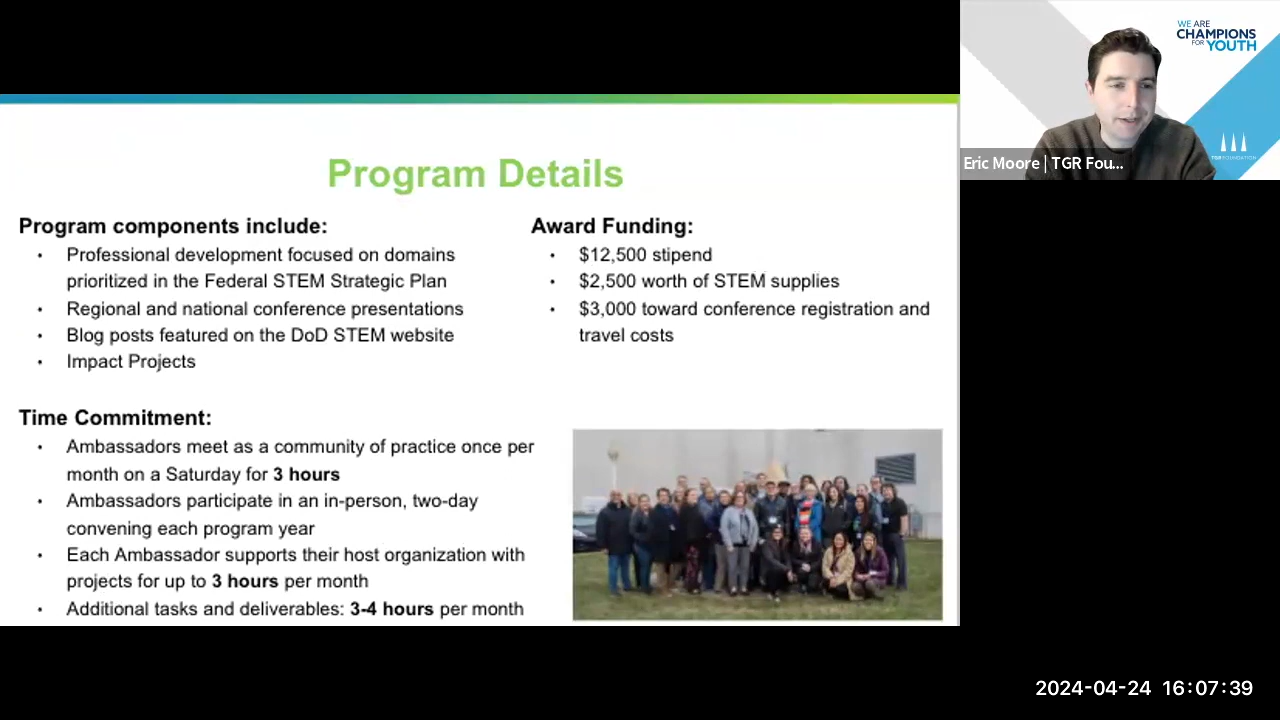 Program Details
Program components include:
• Professional development focused on domains
prioritized in the Federal STEM Strategic Plan
• Regional and national conference presentations
• Blog posts featured on the DoD STEM website
• Impact Projects
Time Commitment:
• Ambassadors meet as a community of practice once per
month on a Saturday for 3 hours
• Ambassadors participate in an in-person, two-day
convening each program year
• Each Ambassador supports their host organization with
projects for up to 3 hours per month
• Additional tasks and deliverables: 3-4 hours per month
Award Funding:
• $12,500 stipend
• $2,500 worth of STEM supplies
• $3,000 toward conference registration and
travel costs
WE ARE
CHAMPIONS
FOR YOUTH
TGR FOUNDATION
Eric Moore | TGR Fou...
2024-04-24 16:07:39